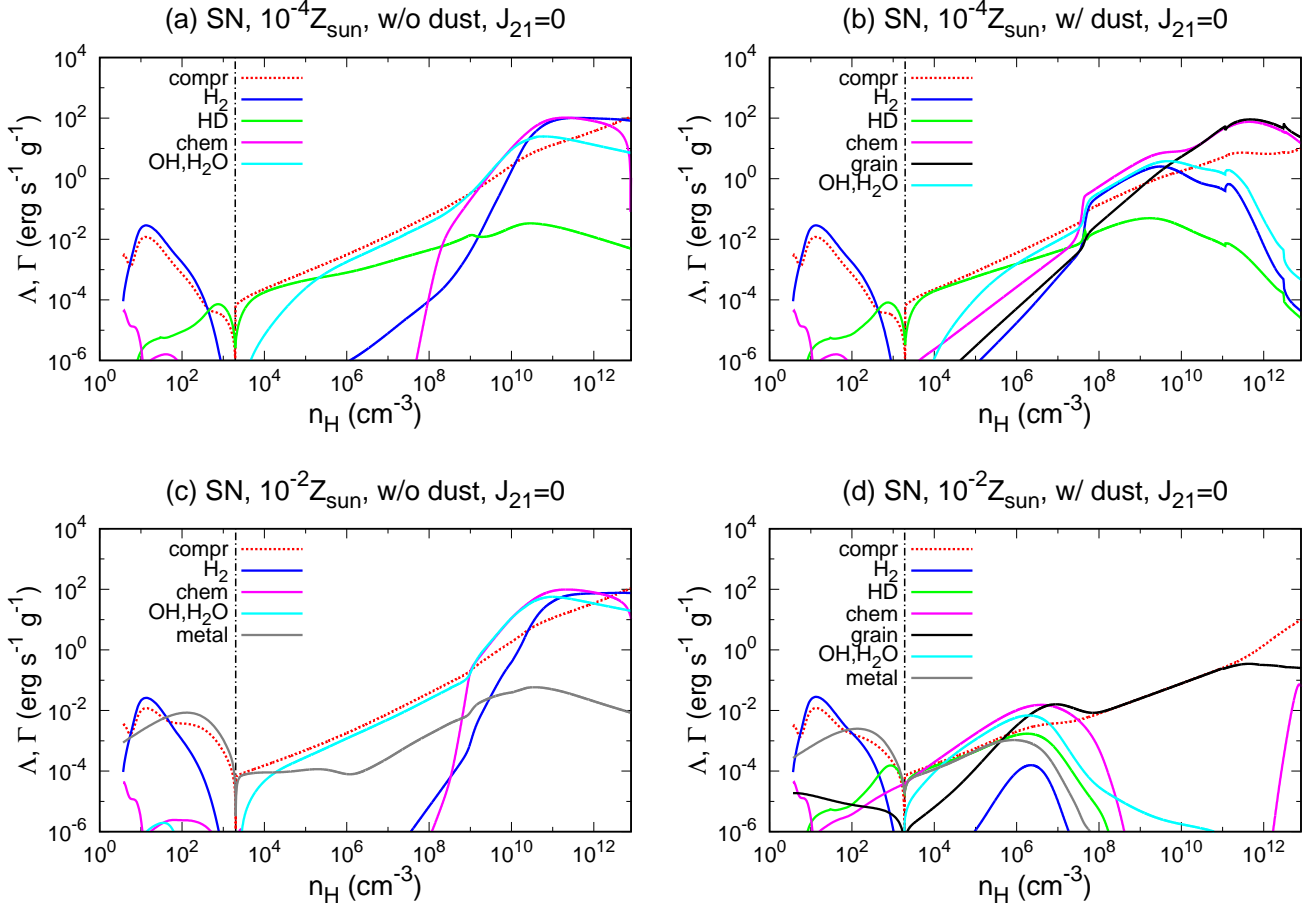 (a) SN, 10^-4 Z_sun, w/o dust, J_21=0
Λ, Γ (erg s^-1 g^-1)
10^4
10^2
10^0
10^-2
10^-4
10^-6
compr
H_2
HD
chem
OH,H_2O
10^0 10^2 10^4 10^6 10^8 10^10 10^12
n_H (cm^-3)
(b) SN, 10^-4 Z_sun, w/ dust, J_21=0
Λ, Γ (erg s^-1 g^-1)
10^4
10^2
10^0
10^-2
10^-4
10^-6
compr
H_2
HD
chem
grain
OH,H_2O
10^0 10^2 10^4 10^6 10^8 10^10 10^12
n_H (cm^-3)
(c) SN, 10^-2 Z_sun, w/o dust, J_21=0
Λ, Γ (erg s^-1 g^-1)
10^4
10^2
10^0
10^-2
10^-4
10^-6
compr
H_2
chem
OH,H_2O
metal
10^0 10^2 10^4 10^6 10^8 10^10 10^12
n_H (cm^-3)
(d) SN, 10^-2 Z_sun, w/ dust, J_21=0
Λ, Γ (erg s^-1 g^-1)
10^4
10^2
10^0
10^-2
10^-4
10^-6
compr
H_2
HD
chem
grain
OH,H_2O
metal
10^0 10^2 10^4 10^6 10^8 10^10 10^12
n_H (cm^-3)